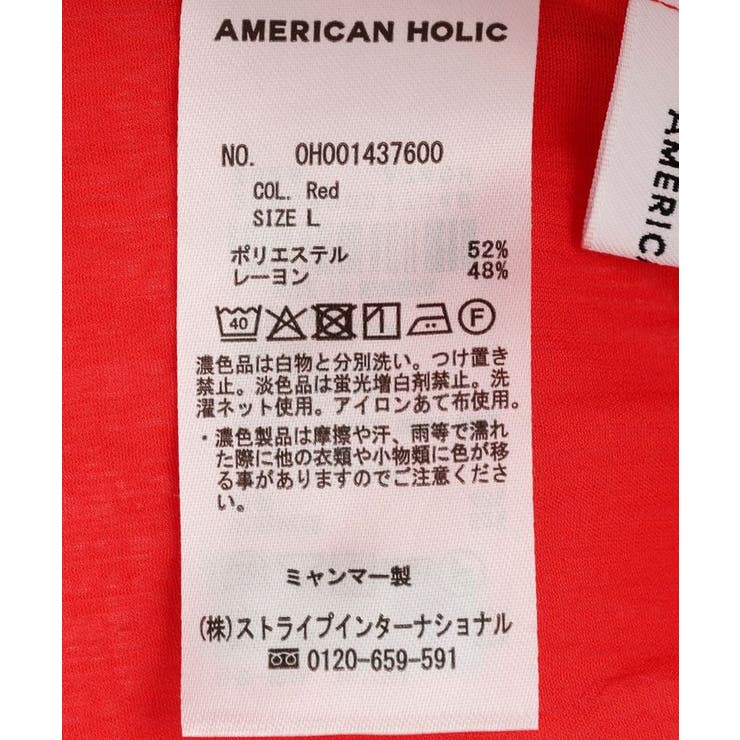 AMERICAN HOLIC
NO. OH001437600
COL. Red
SIZE L
ポリエステル 52%
レーヨン 48%
40 F
濃色品は白物と分別洗い。つけ置き
禁止。淡色品は蛍光増白剤禁止。洗
濯ネット使用。アイロンあて布使用。
・濃色製品は摩擦や汗、雨等で濡れ
た際に他の衣類や小物類に色が移
る事がありますのでご注意くださ
い。
ミャンマー製
(株)ストライプインターナショナル
0120-659-591
AMERICA